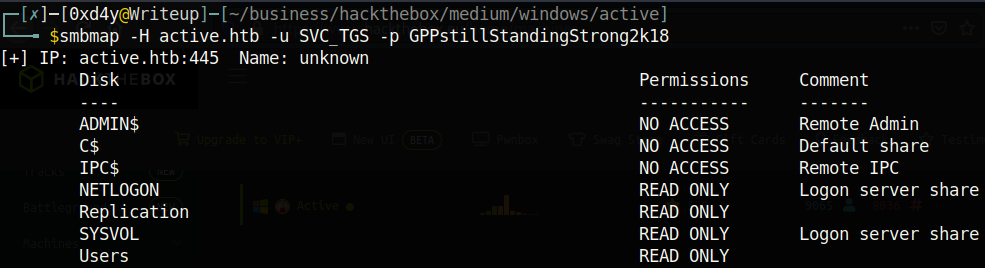 ┌─[✗]─[0xd4y@Writeup]─[~/business/hackthebox/medium/windows/active]
└──╼ $smbmap -H active.htb -u SVC_TGS -p GPPstillStandingStrong2k18
[+] IP: active.htb:445 Name: unknown
Disk Permissions Comment
---- ----------- -------
ADMIN$ NO ACCESS Remote Admin
C$ NO ACCESS Default share
IPC$ NO ACCESS Remote IPC
NETLOGON READ ONLY Logon server share
Replication READ ONLY
SYSVOL READ ONLY Logon server share
Users READ ONLY